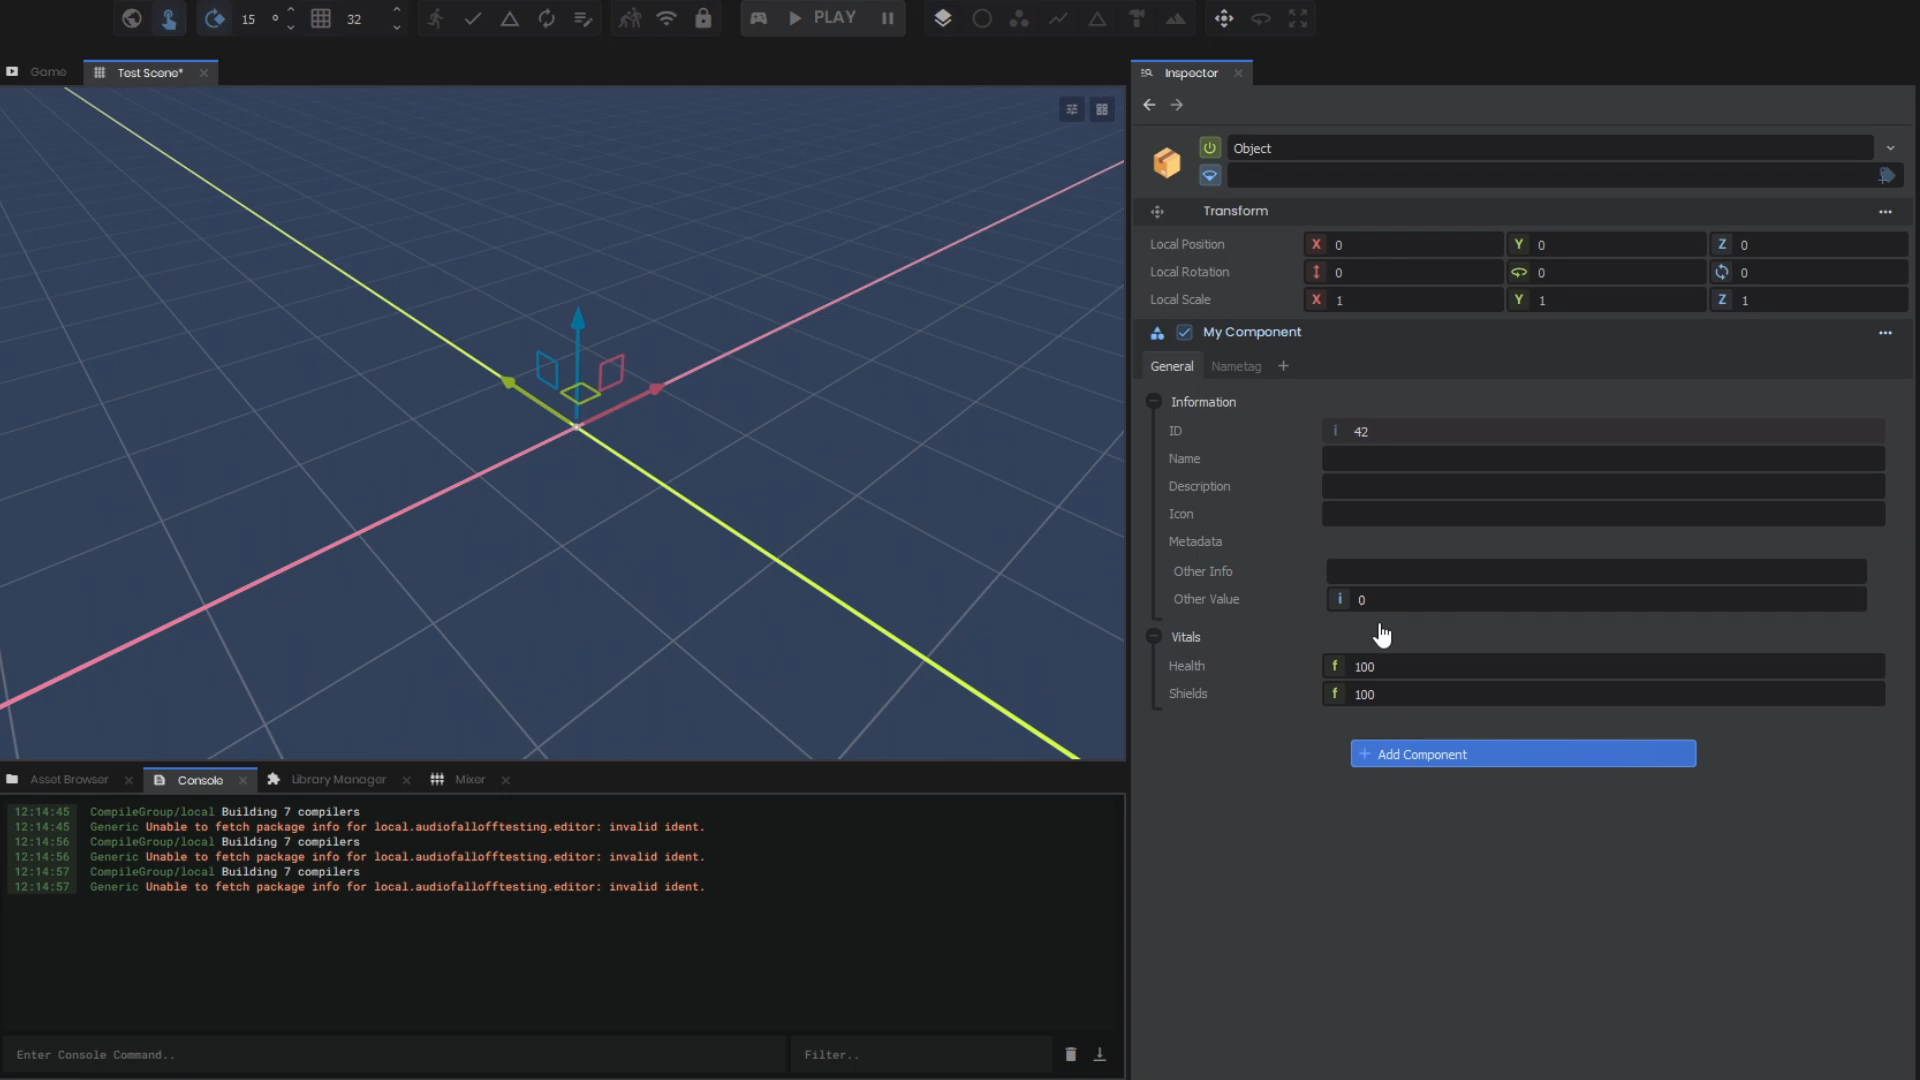 15 °
32
PLAY
Game
Test Scene*
Inspector
Object
Transform
Local Position X 0 Y 0 Z 0
Local Rotation 0 0 0
Local Scale X 1 Y 1 Z 1
My Component
General Nametag +
Information
ID i 42
Name
Description
Icon
Metadata
Other Info
Other Value i 0
Vitals
Health f 100
Shields f 100
+ Add Component
Asset Browser
Console
Library Manager
Mixer
12:14:45 CompileGroup/local Building 7 compilers
12:14:45 Generic Unable to fetch package info for local.audiofallofftesting.editor: invalid ident.
12:14:56 CompileGroup/local Building 7 compilers
12:14:56 Generic Unable to fetch package info for local.audiofallofftesting.editor: invalid ident.
12:14:57 CompileGroup/local Building 7 compilers
12:14:57 Generic Unable to fetch package info for local.audiofallofftesting.editor: invalid ident.
Enter Console Command..
Filter..